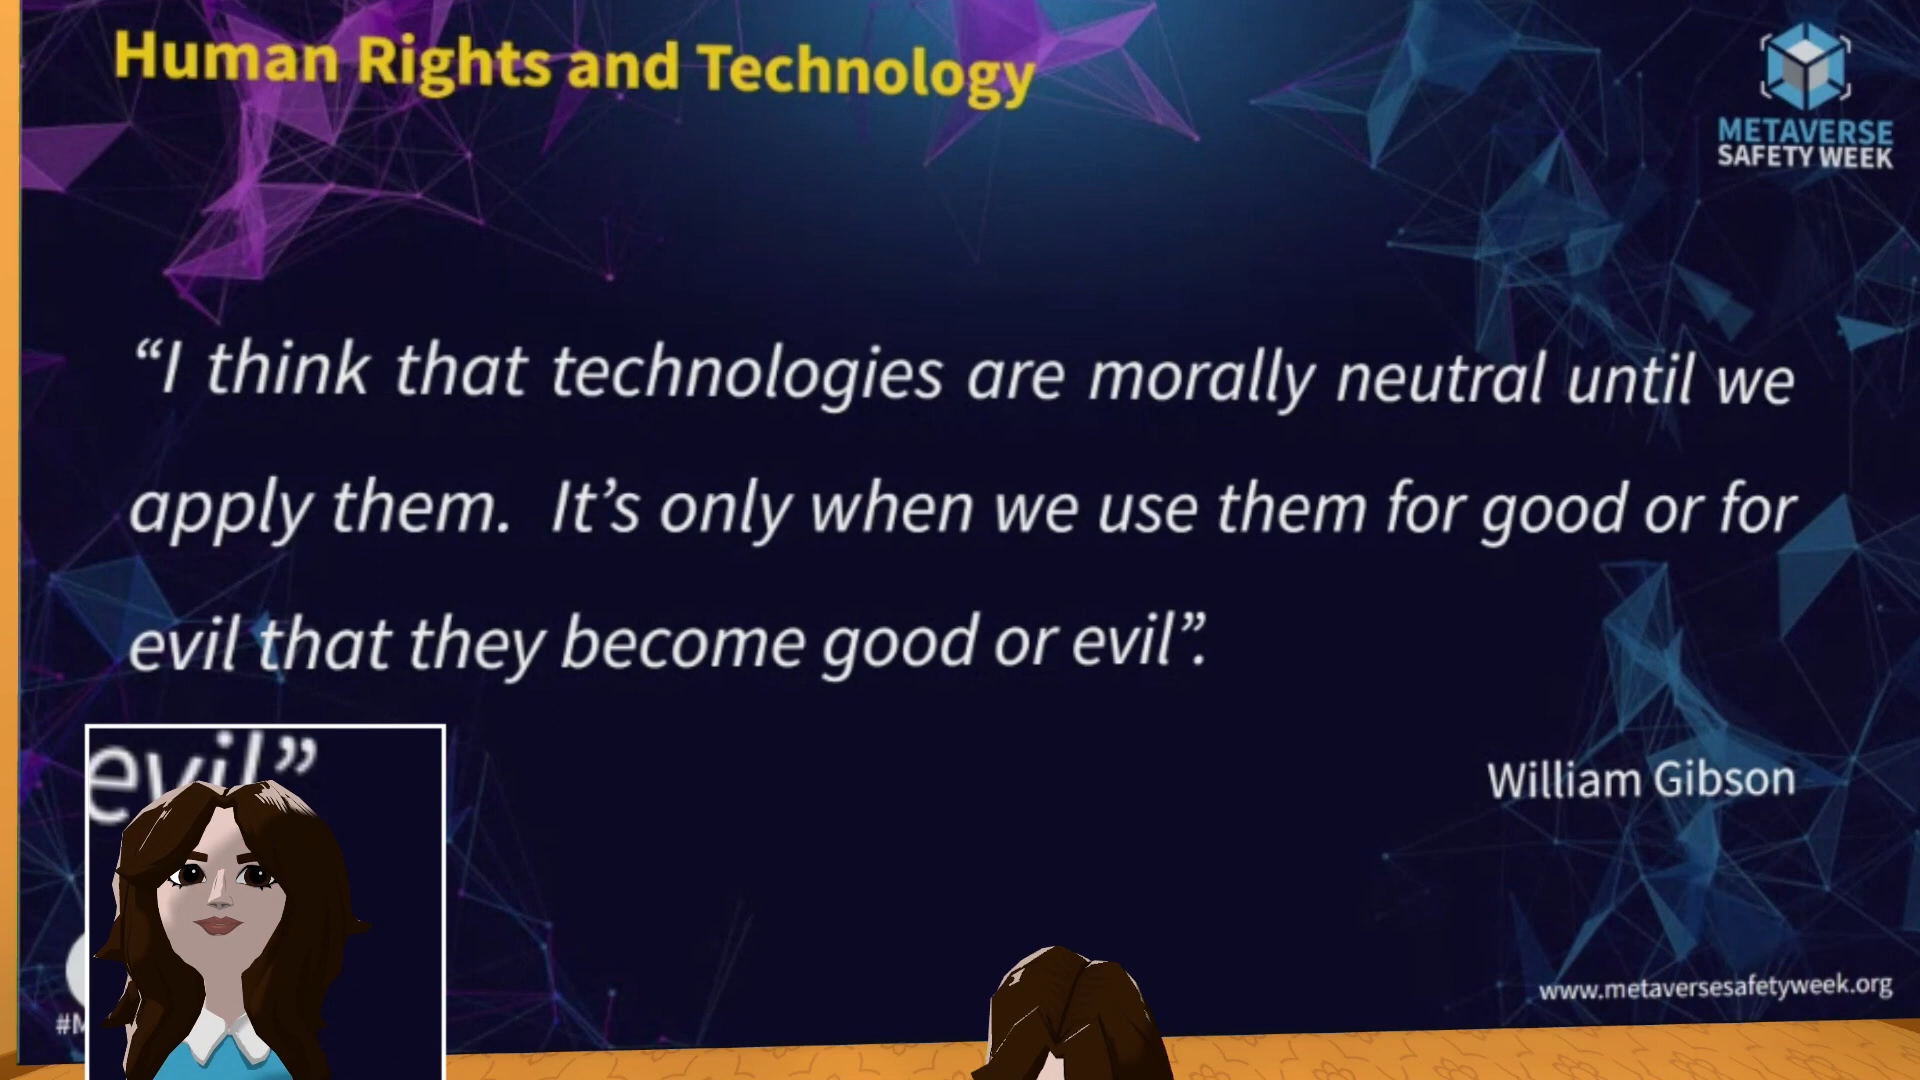 Human Rights and Technology
METAVERSE
SAFETY WEEK
“I think that technologies are morally neutral until we
apply them.  It’s only when we use them for good or for
evil that they become good or evil”.
evil”
William Gibson
www.metaversesafetyweek.org
#M